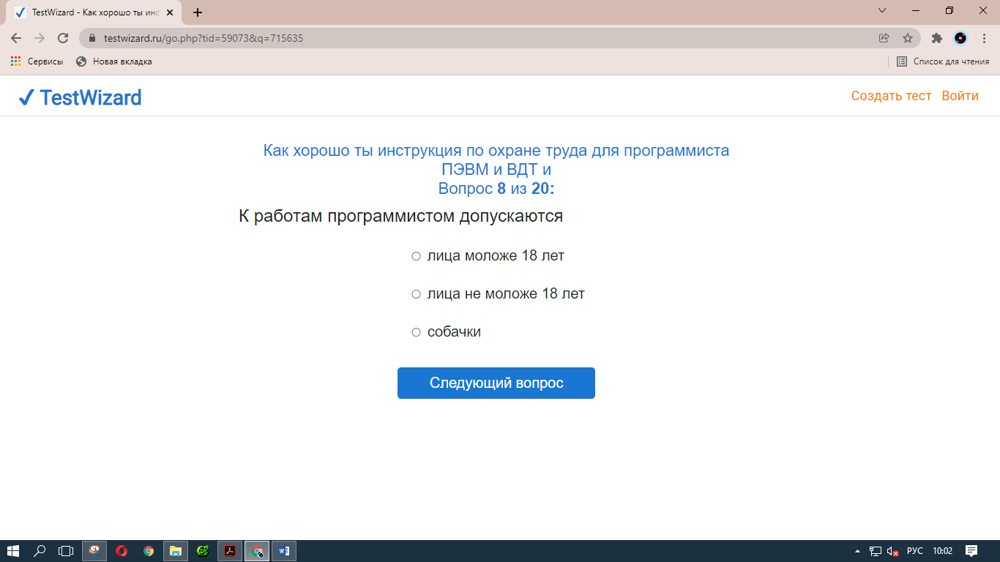 TestWizard - Как хорошо ты инс
testwizard.ru/go.php?tid=59073&q=715635
Сервисы
Новая вкладка
Список для чтения
TestWizard
Создать тест
Войти
Как хорошо ты инструкция по охране труда для программиста
ПЭВМ и ВДТ и
Вопрос 8 из 20:
К работам программистом допускаются
лица моложе 18 лет
лица не моложе 18 лет
собачки
Следующий вопрос
РУС
10:02